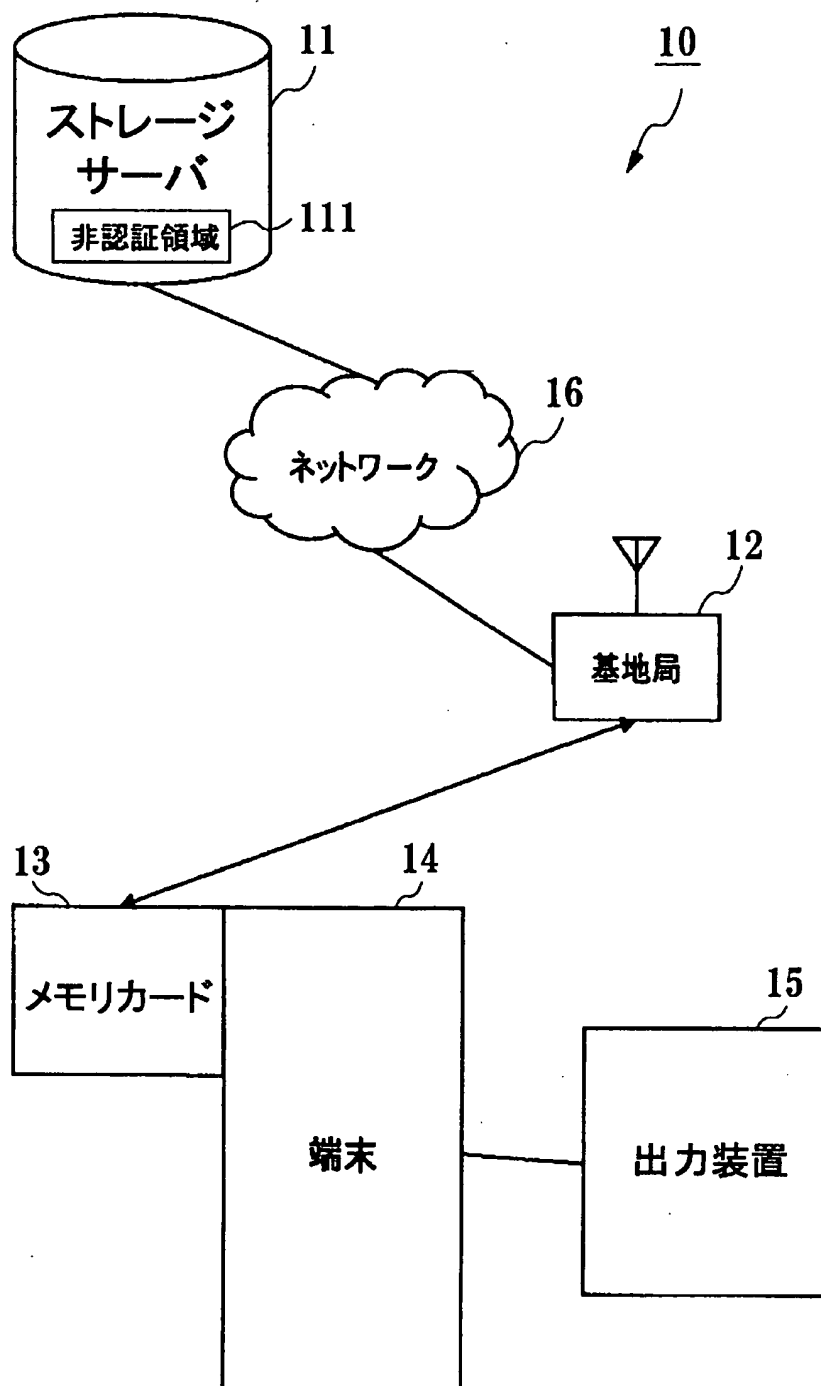 11
10
ストレージ
サーバ
非認証領域
111
16
ネットワーク
12
基地局
13
14
メモリカード
15
端末
出力装置